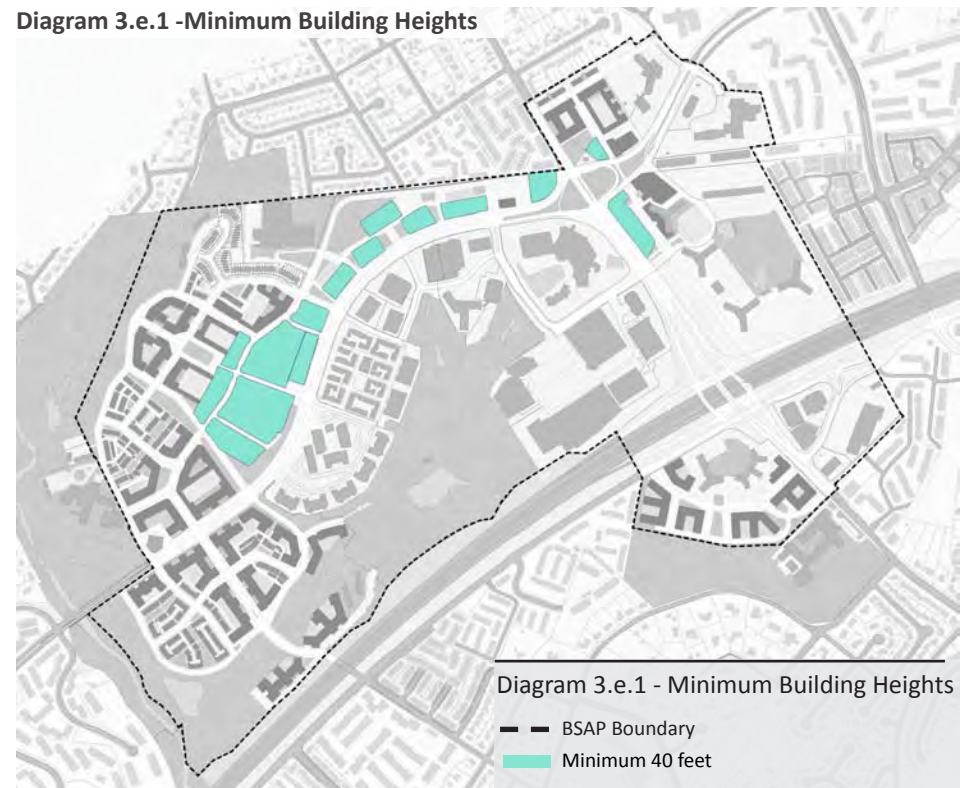 Diagram 3.e.1 -Minimum Building Heights
Diagram 3.e.1 - Minimum Building Heights
BSAP Boundary
Minimum 40 feet